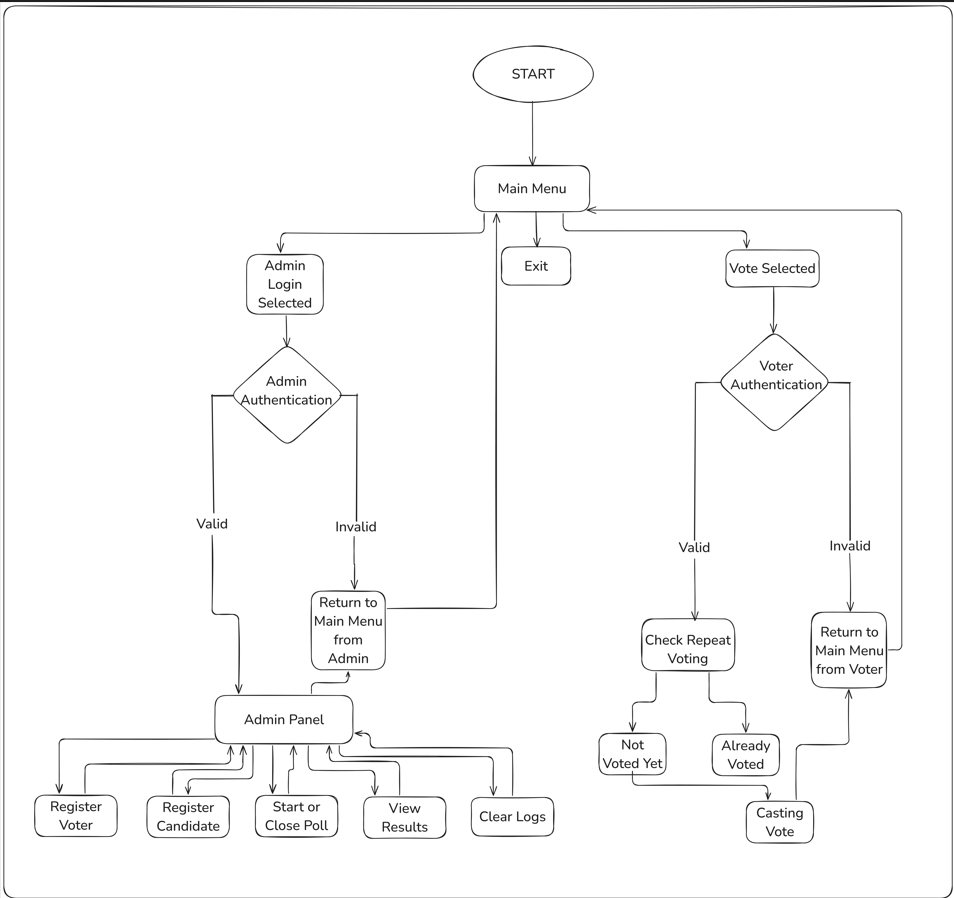 START
Main Menu
Exit
Admin
Login
Selected
Vote Selected
Admin
Authentication
Voter
Authentication
Valid
Invalid
Valid
Invalid
Return to
Main Menu
from
Admin
Check Repeat
Voting
Return to
Main Menu
from Voter
Admin Panel
Not
Voted Yet
Already
Voted
Register
Voter
Register
Candidate
Start or
Close Poll
View
Results
Clear Logs
Casting
Vote